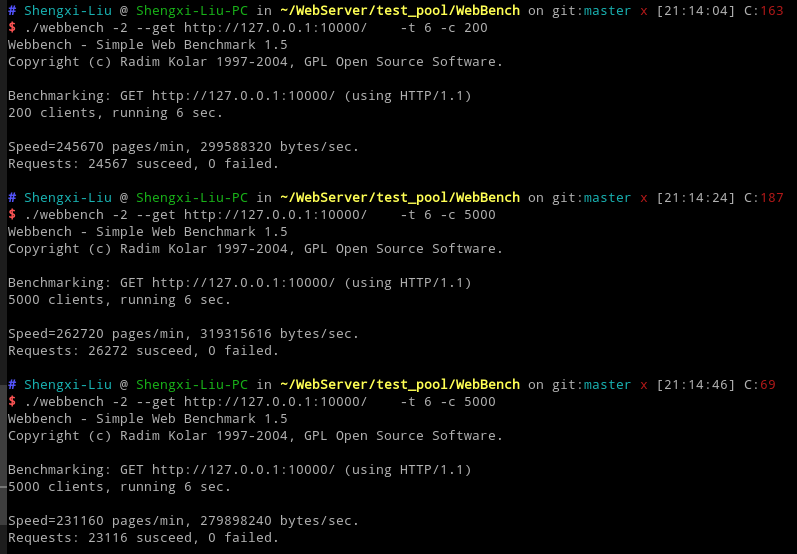 # Shengxi-Liu @ Shengxi-Liu-PC in ~/WebServer/test_pool/WebBench on git:master x [21:14:04] C:163
$ ./webbench -2 --get http://127.0.0.1:10000/    -t 6 -c 200
Webbench - Simple Web Benchmark 1.5
Copyright (c) Radim Kolar 1997-2004, GPL Open Source Software.
Benchmarking: GET http://127.0.0.1:10000/ (using HTTP/1.1)
200 clients, running 6 sec.
Speed=245670 pages/min, 299588320 bytes/sec.
Requests: 24567 susceed, 0 failed.
# Shengxi-Liu @ Shengxi-Liu-PC in ~/WebServer/test_pool/WebBench on git:master x [21:14:24] C:187
$ ./webbench -2 --get http://127.0.0.1:10000/    -t 6 -c 5000
Webbench - Simple Web Benchmark 1.5
Copyright (c) Radim Kolar 1997-2004, GPL Open Source Software.
Benchmarking: GET http://127.0.0.1:10000/ (using HTTP/1.1)
5000 clients, running 6 sec.
Speed=262720 pages/min, 319315616 bytes/sec.
Requests: 26272 susceed, 0 failed.
# Shengxi-Liu @ Shengxi-Liu-PC in ~/WebServer/test_pool/WebBench on git:master x [21:14:46] C:69
$ ./webbench -2 --get http://127.0.0.1:10000/    -t 6 -c 5000
Webbench - Simple Web Benchmark 1.5
Copyright (c) Radim Kolar 1997-2004, GPL Open Source Software.
Benchmarking: GET http://127.0.0.1:10000/ (using HTTP/1.1)
5000 clients, running 6 sec.
Speed=231160 pages/min, 279898240 bytes/sec.
Requests: 23116 susceed, 0 failed.